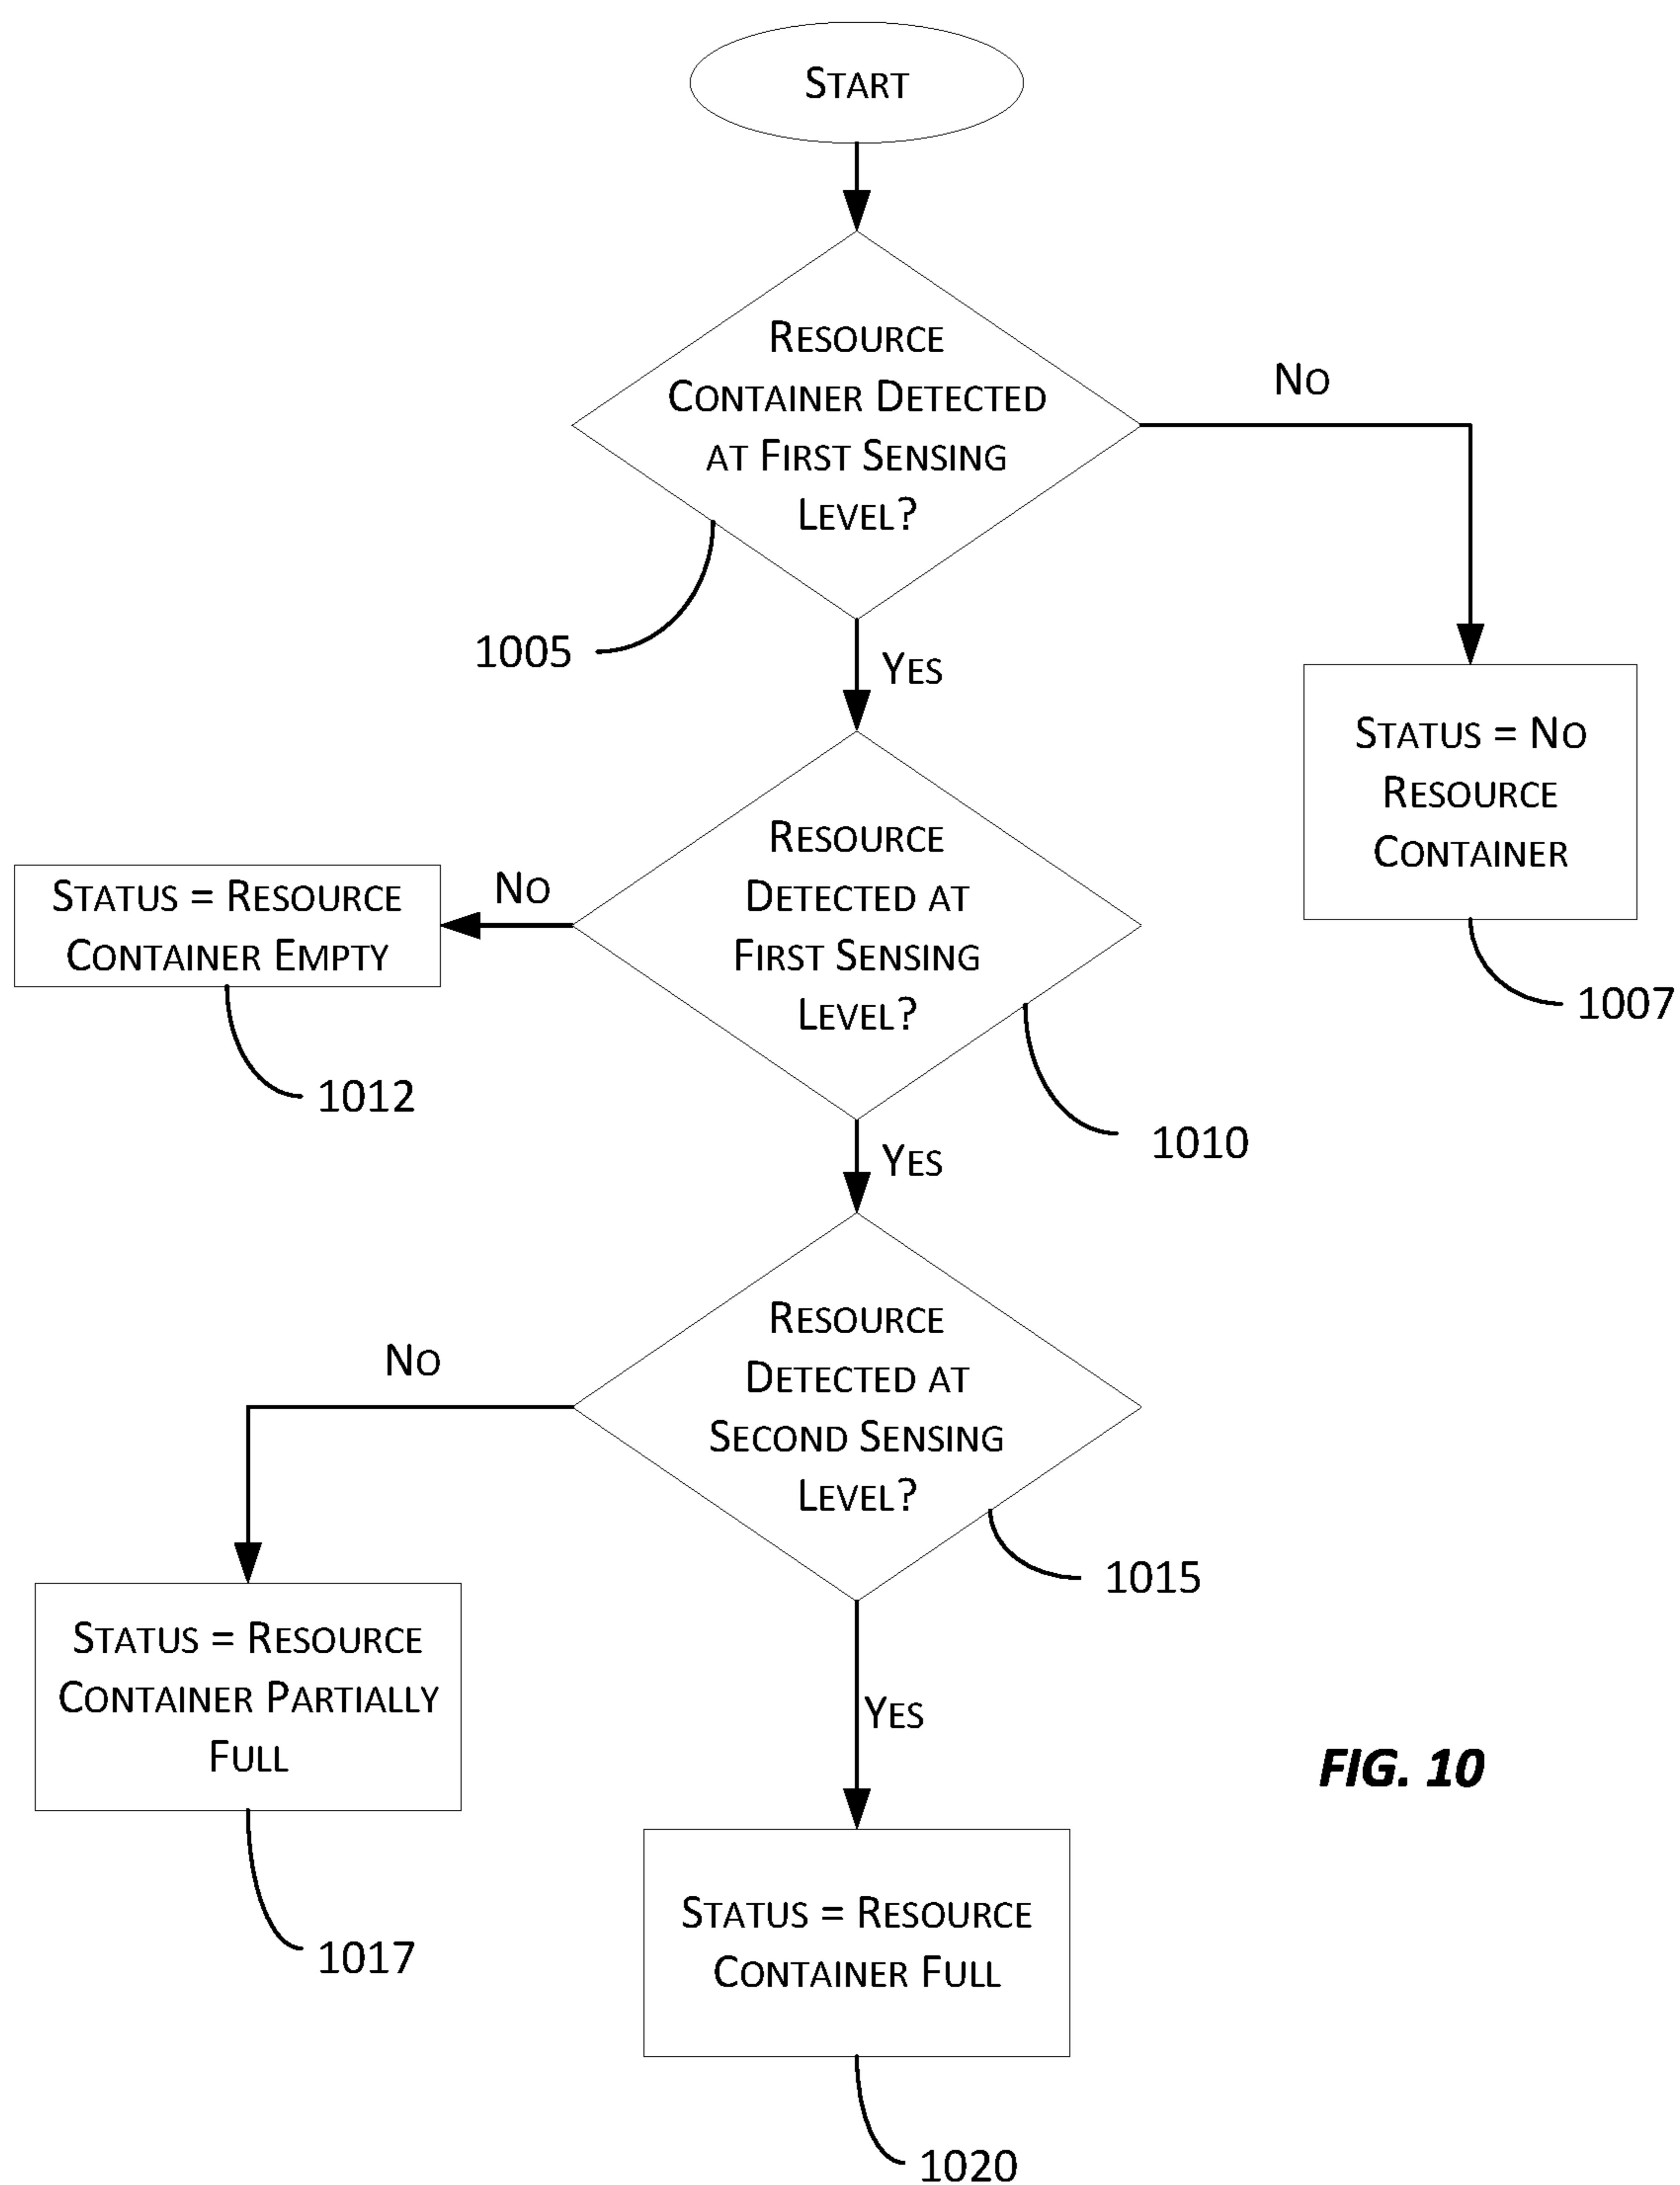 START
RESOURCE
CONTAINER DETECTED
AT FIRST SENSING
LEVEL?
NO
1005
YES
STATUS = NO
RESOURCE
CONTAINER
1007
RESOURCE
DETECTED AT
FIRST SENSING
LEVEL?
NO
STATUS = RESOURCE
CONTAINER EMPTY
1012
1010
YES
RESOURCE
DETECTED AT
SECOND SENSING
LEVEL?
NO
1015
STATUS = RESOURCE
CONTAINER PARTIALLY
FULL
1017
YES
FIG. 10
STATUS = RESOURCE
CONTAINER FULL
1020